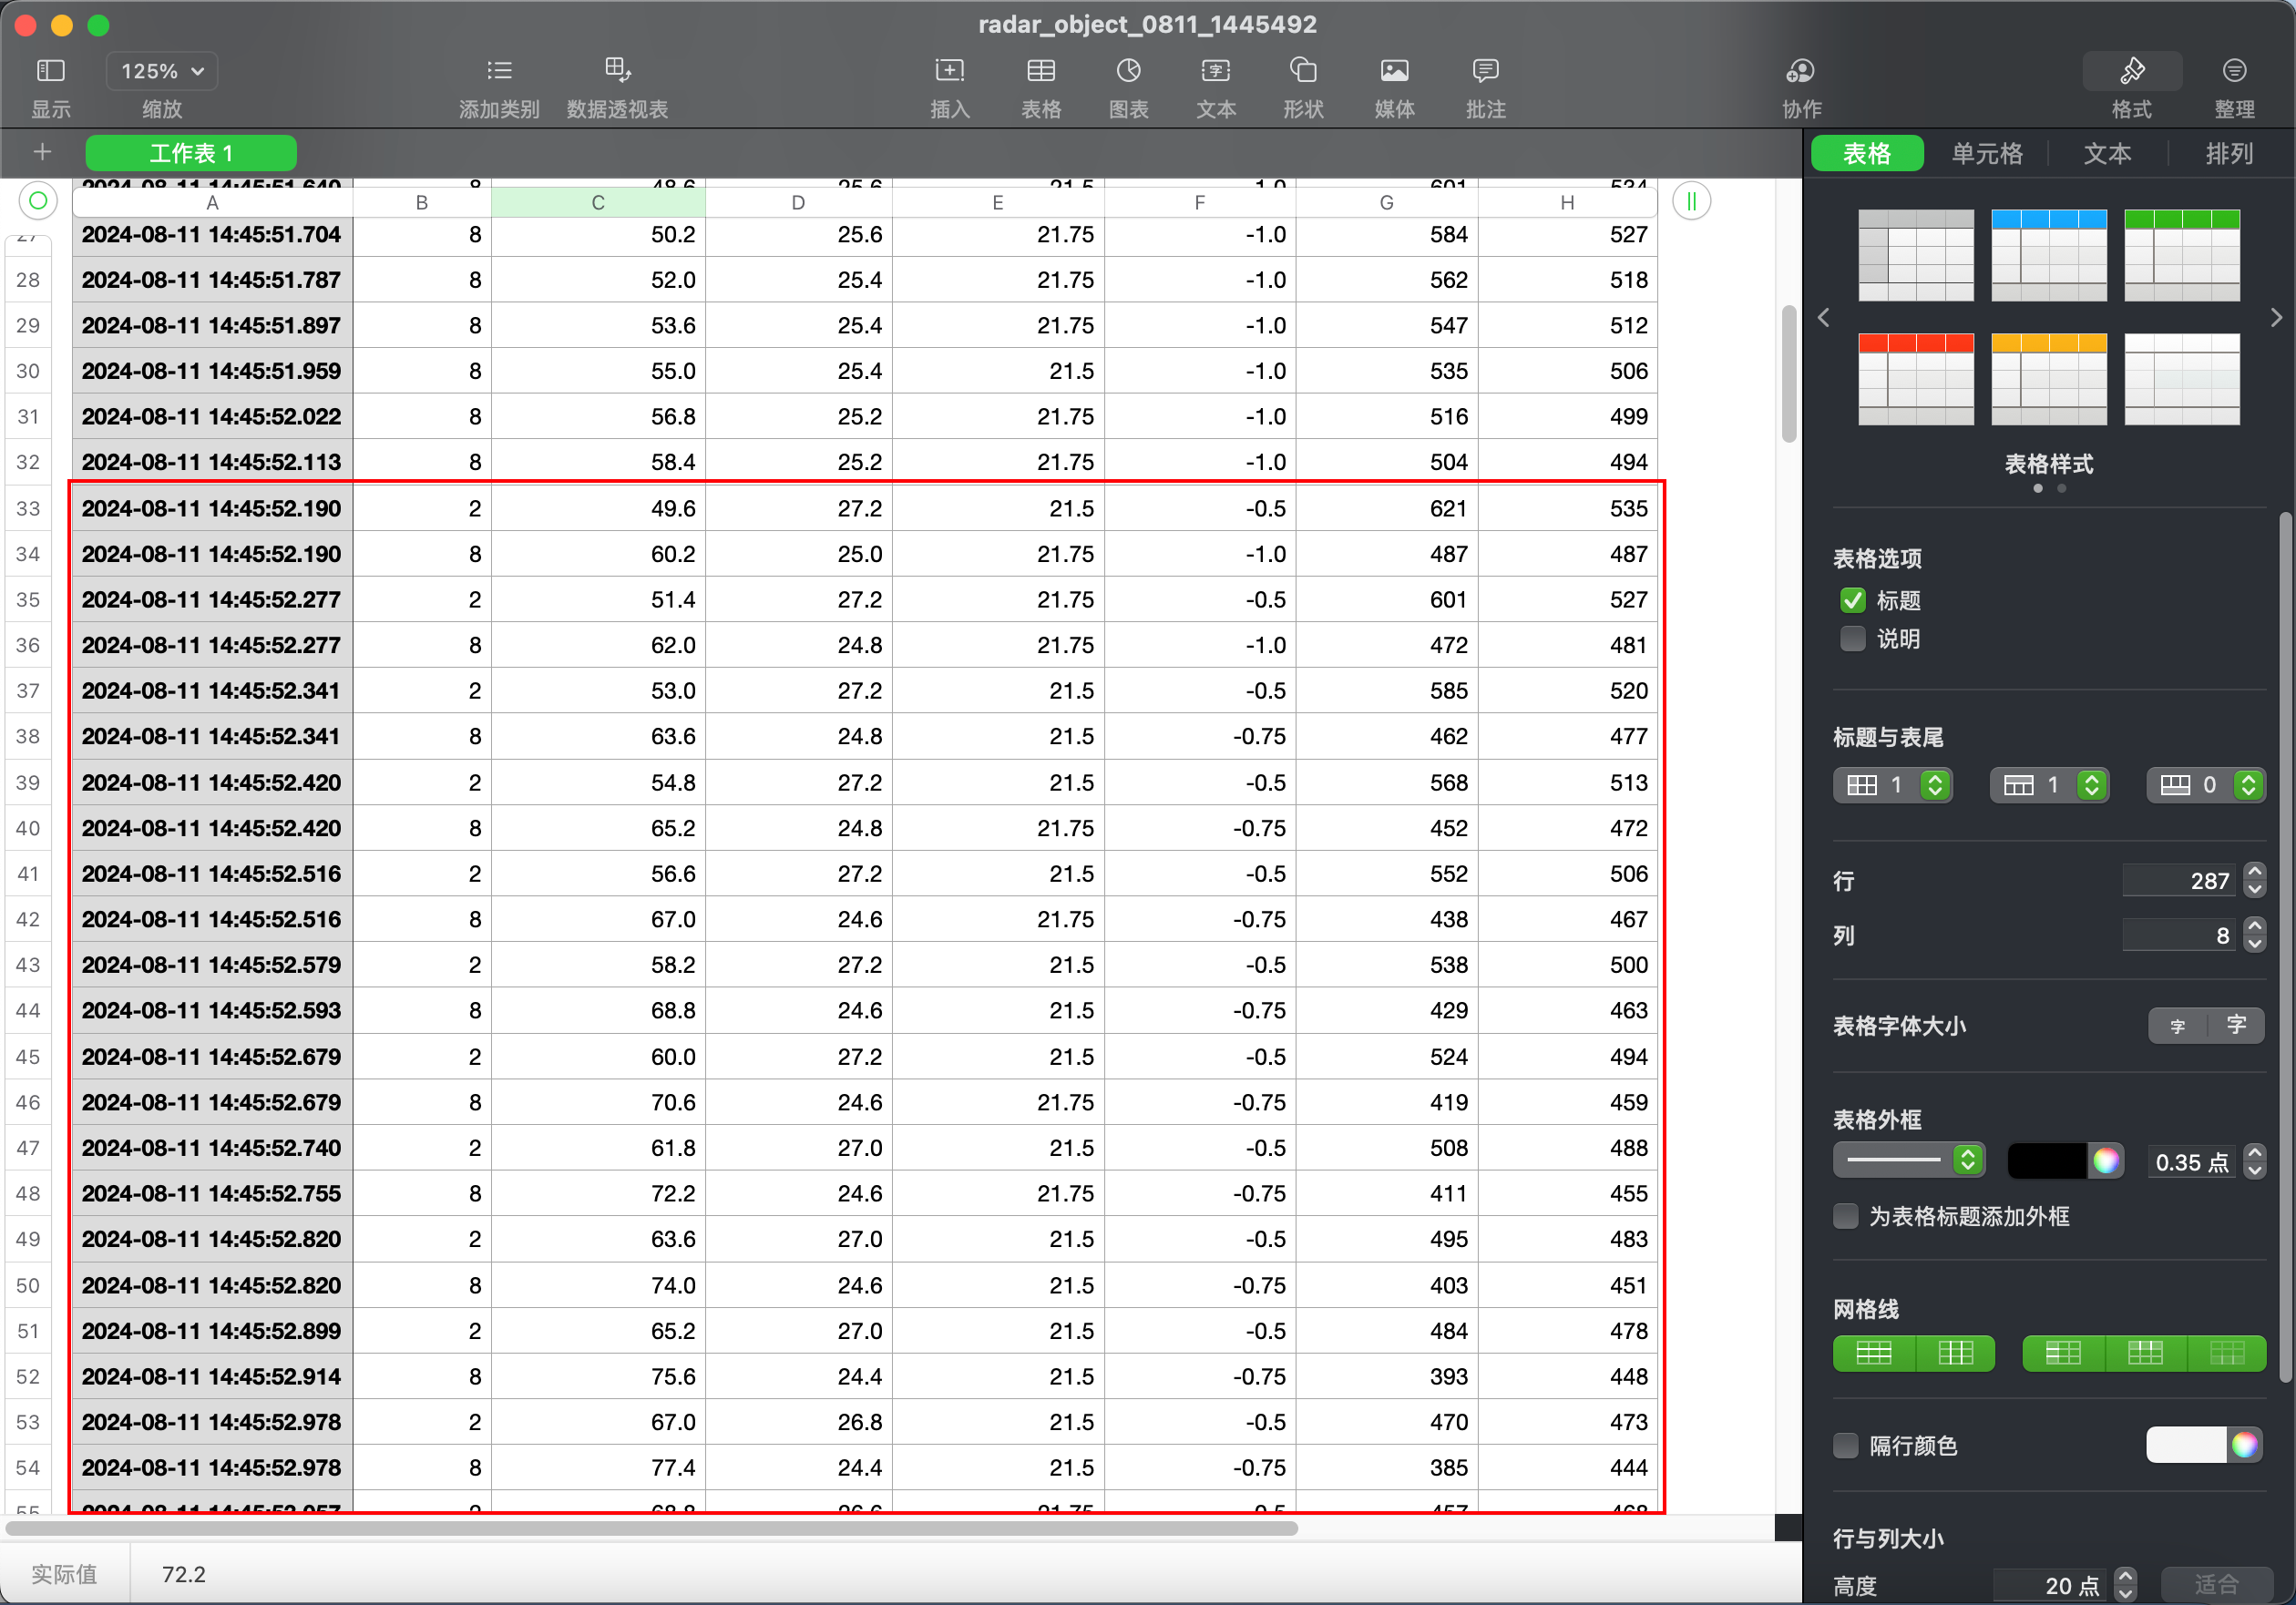 radar_object_0811_1445492
125%
显示 缩放 添加类别 数据透视表 插入 表格 图表 文本 形状 媒体 批注 协作 格式 整理
工作表 1
表格 单元格 文本 排列
A B C D E F G H
2024-08-11 14:45:51.704 8 50.2 25.6 21.75 -1.0 584 527
28 2024-08-11 14:45:51.787 8 52.0 25.4 21.75 -1.0 562 518
29 2024-08-11 14:45:51.897 8 53.6 25.4 21.75 -1.0 547 512
30 2024-08-11 14:45:51.959 8 55.0 25.4 21.5 -1.0 535 506
31 2024-08-11 14:45:52.022 8 56.8 25.2 21.75 -1.0 516 499
32 2024-08-11 14:45:52.113 8 58.4 25.2 21.75 -1.0 504 494
33 2024-08-11 14:45:52.190 2 49.6 27.2 21.5 -0.5 621 535
34 2024-08-11 14:45:52.190 8 60.2 25.0 21.75 -1.0 487 487
35 2024-08-11 14:45:52.277 2 51.4 27.2 21.75 -0.5 601 527
36 2024-08-11 14:45:52.277 8 62.0 24.8 21.75 -1.0 472 481
37 2024-08-11 14:45:52.341 2 53.0 27.2 21.5 -0.5 585 520
38 2024-08-11 14:45:52.341 8 63.6 24.8 21.5 -0.75 462 477
39 2024-08-11 14:45:52.420 2 54.8 27.2 21.5 -0.5 568 513
40 2024-08-11 14:45:52.420 8 65.2 24.8 21.75 -0.75 452 472
41 2024-08-11 14:45:52.516 2 56.6 27.2 21.5 -0.5 552 506
42 2024-08-11 14:45:52.516 8 67.0 24.6 21.75 -0.75 438 467
43 2024-08-11 14:45:52.579 2 58.2 27.2 21.5 -0.5 538 500
44 2024-08-11 14:45:52.593 8 68.8 24.6 21.5 -0.75 429 463
45 2024-08-11 14:45:52.679 2 60.0 27.2 21.5 -0.5 524 494
46 2024-08-11 14:45:52.679 8 70.6 24.6 21.75 -0.75 419 459
47 2024-08-11 14:45:52.740 2 61.8 27.0 21.5 -0.5 508 488
48 2024-08-11 14:45:52.755 8 72.2 24.6 21.75 -0.75 411 455
49 2024-08-11 14:45:52.820 2 63.6 27.0 21.5 -0.5 495 483
50 2024-08-11 14:45:52.820 8 74.0 24.6 21.5 -0.75 403 451
51 2024-08-11 14:45:52.899 2 65.2 27.0 21.5 -0.5 484 478
52 2024-08-11 14:45:52.914 8 75.6 24.4 21.5 -0.75 393 448
53 2024-08-11 14:45:52.978 2 67.0 26.8 21.5 -0.5 470 473
54 2024-08-11 14:45:52.978 8 77.4 24.4 21.5 -0.75 385 444
实际值 72.2
表格样式
表格选项
标题
说明
标题与表尾
1 1 0
行 287
列 8
表格字体大小 字 字
表格外框
0.35 点
为表格标题添加外框
网格线
隔行颜色
行与列大小
高度 20 点 适合